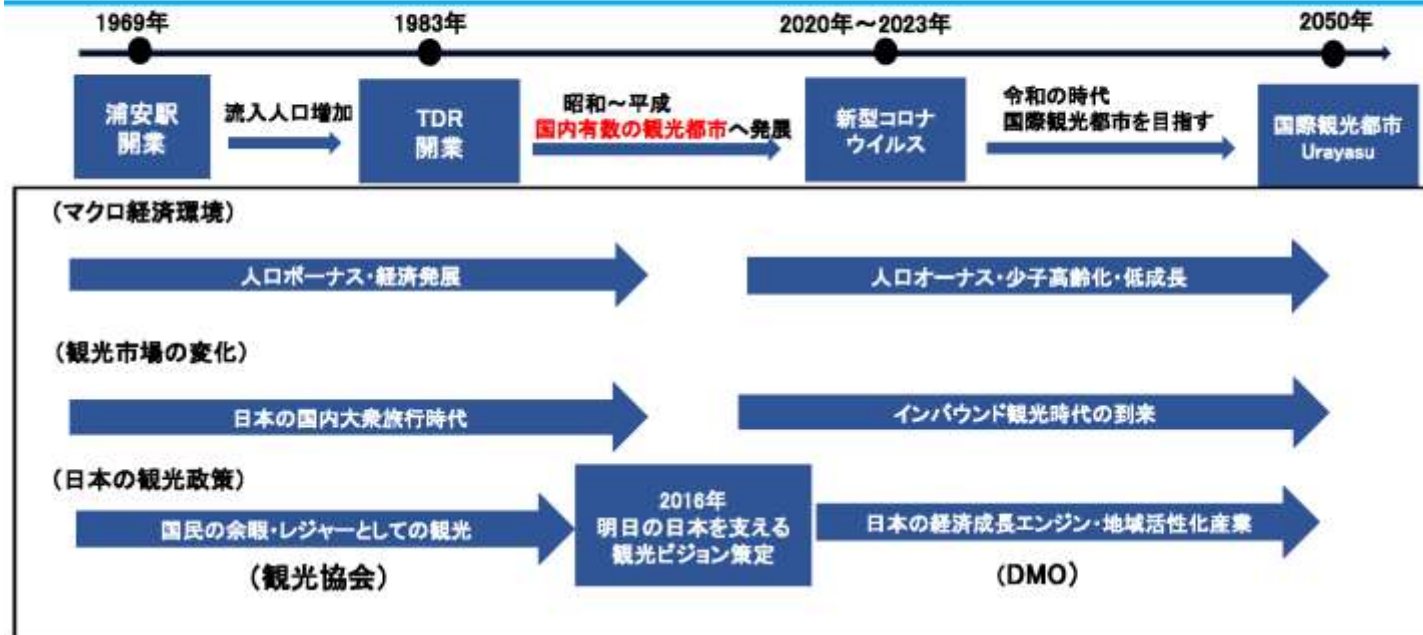 1969年
1983年
2020年～2023年
2050年
浦安駅
開業
流入人口増加
TDR
開業
昭和～平成
国内有数の観光都市へ発展
新型コロナ
ウイルス
令和の時代
国際観光都市を目指す
国際観光都市
Urayasu
（マクロ経済環境）
人口ボーナス・経済発展
人口オーナス・少子高齢化・低成長
（観光市場の変化）
日本の国内大衆旅行時代
インバウンド観光時代の到来
（日本の観光政策）
国民の余暇・レジャーとしての観光
2016年
明日の日本を支える
観光ビジョン策定
日本の経済成長エンジン・地域活性化産業
（観光協会）
（DMO）